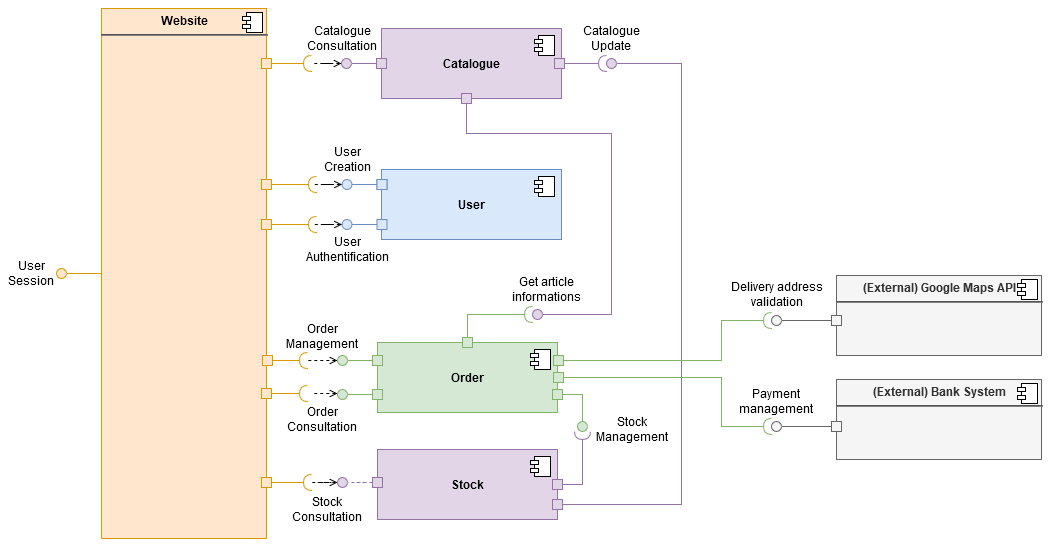 Website
Catalogue
Consultation
Catalogue
Catalogue
Update
User
Creation
User
User
Authentification
User
Session
Get article
informations
Delivery address
validation
(External) Google Maps API
Order
Management
Order
Order
Consultation
Payment
management
(External) Bank System
Stock
Management
Stock
Stock
Consultation